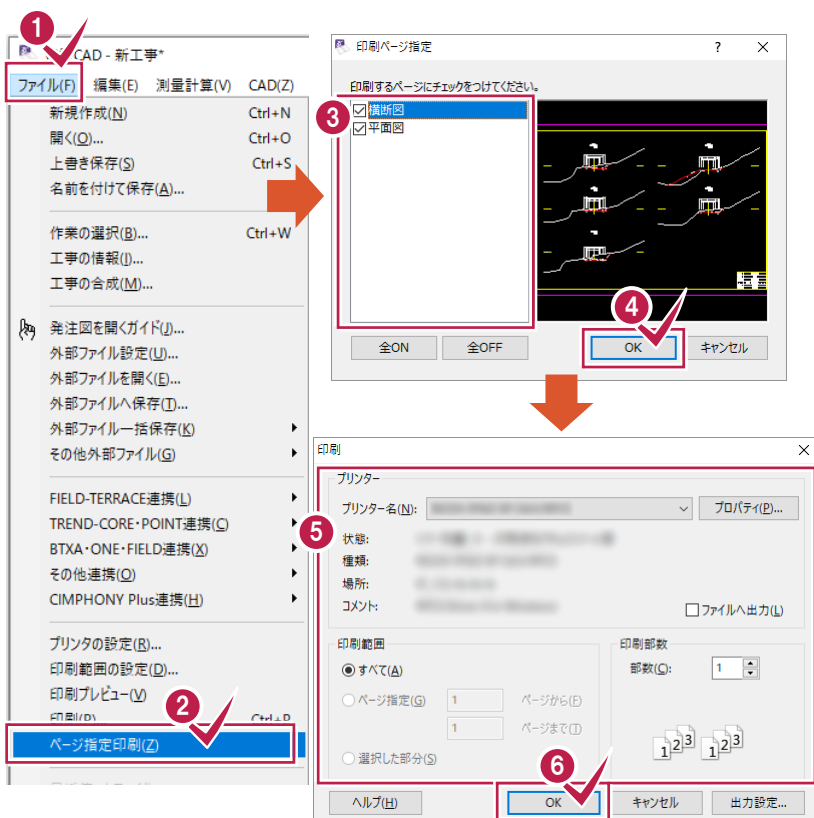 1
CAD - 新工事*
ファイル(F) 編集(E) 測量計算(V) CAD(Z)
新規作成(N) Ctrl+N
開く(O)... Ctrl+O
上書き保存(S) Ctrl+S
名前を付けて保存(A)...
作業の選択(B)... Ctrl+W
工事の情報(I)...
工事の合成(M)...
発注図を開くガイド(J)...
外部ファイル設定(U)...
外部ファイルを開く(E)...
外部ファイルへ保存(T)...
外部ファイル一括保存(K)
その他外部ファイル(G)
FIELD-TERRACE連携(L)
TREND-CORE・POINT連携(C)
BTXA・ONE・FIELD連携(X)
その他連携(O)
CIMPHONY Plus連携(H)
プリンタの設定(R)...
印刷範囲の設定(D)...
印刷プレビュー(V)
印刷(P)... Ctrl+P
2
ページ指定印刷(Z)
印刷ページ指定 ? ×
印刷するページにチェックをつけてください。
3
横断図
平面図
4
全ON 全OFF OK キャンセル
印刷 ×
プリンター
5
プリンター名(N): プロパティ(P)...
状態:
種類:
場所:
コメント: ファイルへ出力(L)
印刷範囲 印刷部数
すべて(A) 部数(C): 1
ページ指定(G) 1 ページから(F)
1 ページまで(T)
選択した部分(S)
1 2 3 1 2 3
6
ヘルプ(H) OK キャンセル 出力設定...